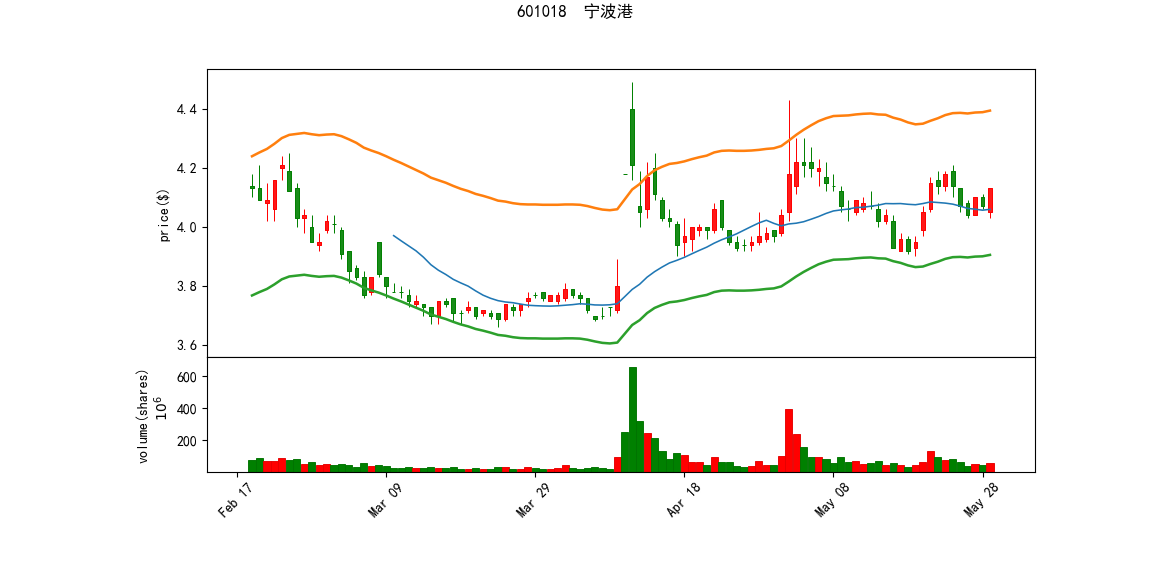 601018 宁波港
price($)
4.4
4.2
4.0
3.8
3.6
volume(shares)
10^6
600
400
200
Feb 17
Mar 09
Mar 29
Apr 18
May 08
May 28